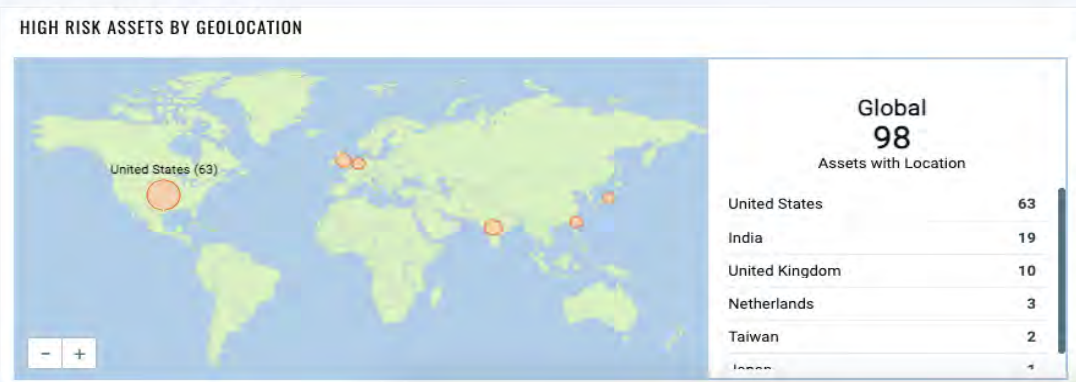 HIGH RISK ASSETS BY GEOLOCATION
United States (63)
− +
Global
98
Assets with Location
United States 63
India 19
United Kingdom 10
Netherlands 3
Taiwan 2
Japan 1